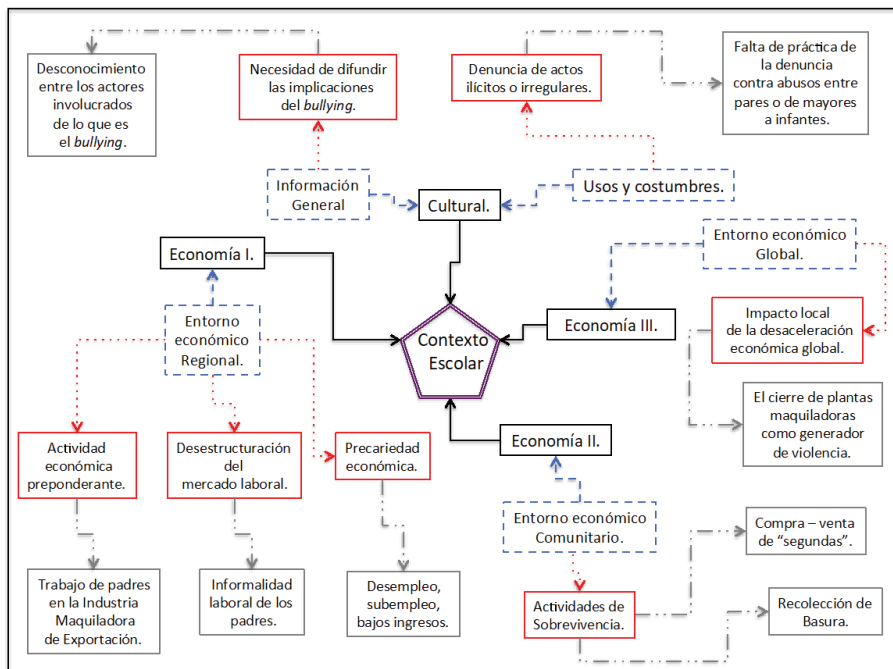 Desconocimiento
entre los actores
involucrados
de lo que es
el bullying.
Necesidad de difundir
las implicaciones
del bullying.
Denuncia de actos
ilícitos o irregulares.
Falta de práctica de
la denuncia
contra abusos entre
pares o de mayores
a infantes.
Información
General
Cultural.
Usos y costumbres.
Economía I.
Entorno económico
Global.
Entorno
económico
Regional.
Contexto
Escolar
Economía III.
Impacto local
de la desaceleración
económica global.
El cierre de plantas
maquiladoras
como generador
de violencia.
Actividad
económica
preponderante.
Desestructuración
del
mercado laboral.
Precariedad
económica.
Economía II.
Entorno económico
Comunitario.
Compra – venta
de “segundas”.
Trabajo de padres
en la Industria
Maquiladora
de Exportación.
Informalidad
laboral de los
padres.
Desempleo,
subempleo,
bajos ingresos.
Actividades de
Sobrevivencia.
Recolección de
Basura.